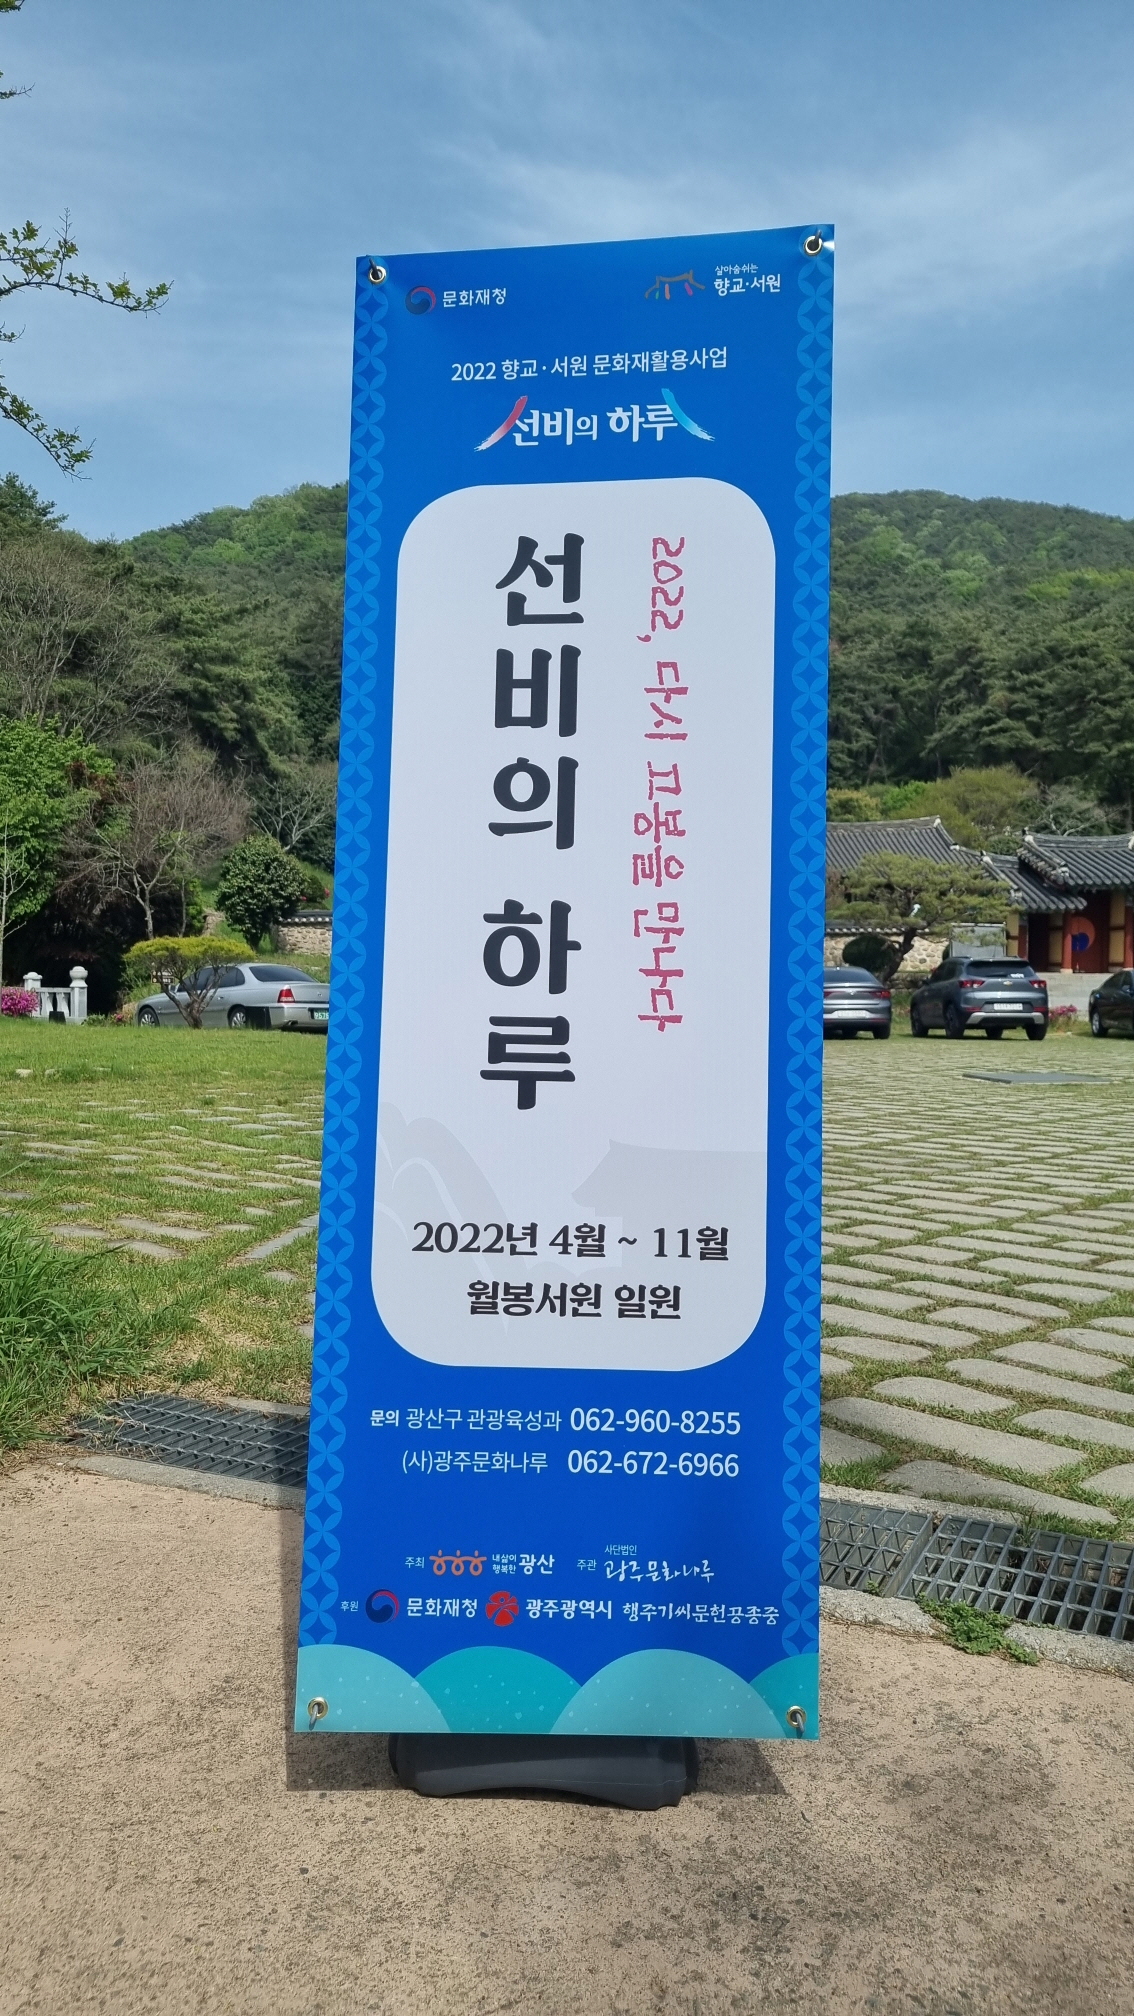 문화재청
살아숨쉬는
향교·서원
2022 향교·서원 문화재활용사업
선비의 하루
2022, 다시 고봉을 만나다
선비의 하루
2022년 4월 ~ 11월
월봉서원 일원
문의 광산구 관광육성과 062-960-8255
(사)광주문화나루 062-672-6966
주최 내삶이 행복한 광산 주관 사단법인 광주문화나루
후원 문화재청 광주광역시 행주기씨문헌공종중